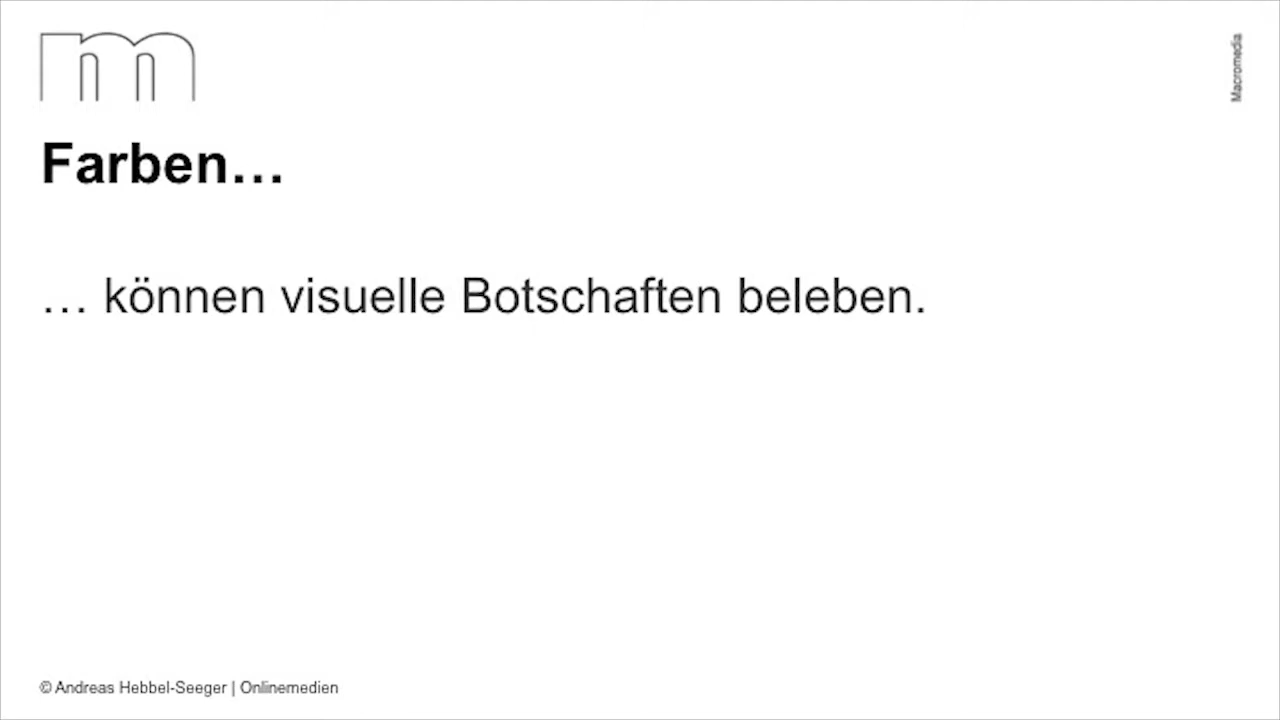 m
Macromedia
Farben…
… können visuelle Botschaften beleben.
© Andreas Hebbel-Seeger | Onlinemedien